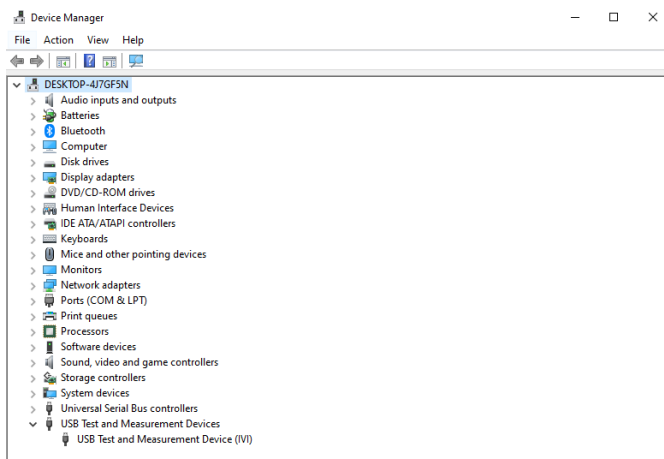 Device Manager
File Action View Help
DESKTOP-4J7GF5N
Audio inputs and outputs
Batteries
Bluetooth
Computer
Disk drives
Display adapters
DVD/CD-ROM drives
Human Interface Devices
IDE ATA/ATAPI controllers
Keyboards
Mice and other pointing devices
Monitors
Network adapters
Ports (COM & LPT)
Print queues
Processors
Software devices
Sound, video and game controllers
Storage controllers
System devices
Universal Serial Bus controllers
USB Test and Measurement Devices
USB Test and Measurement Device (IVI)